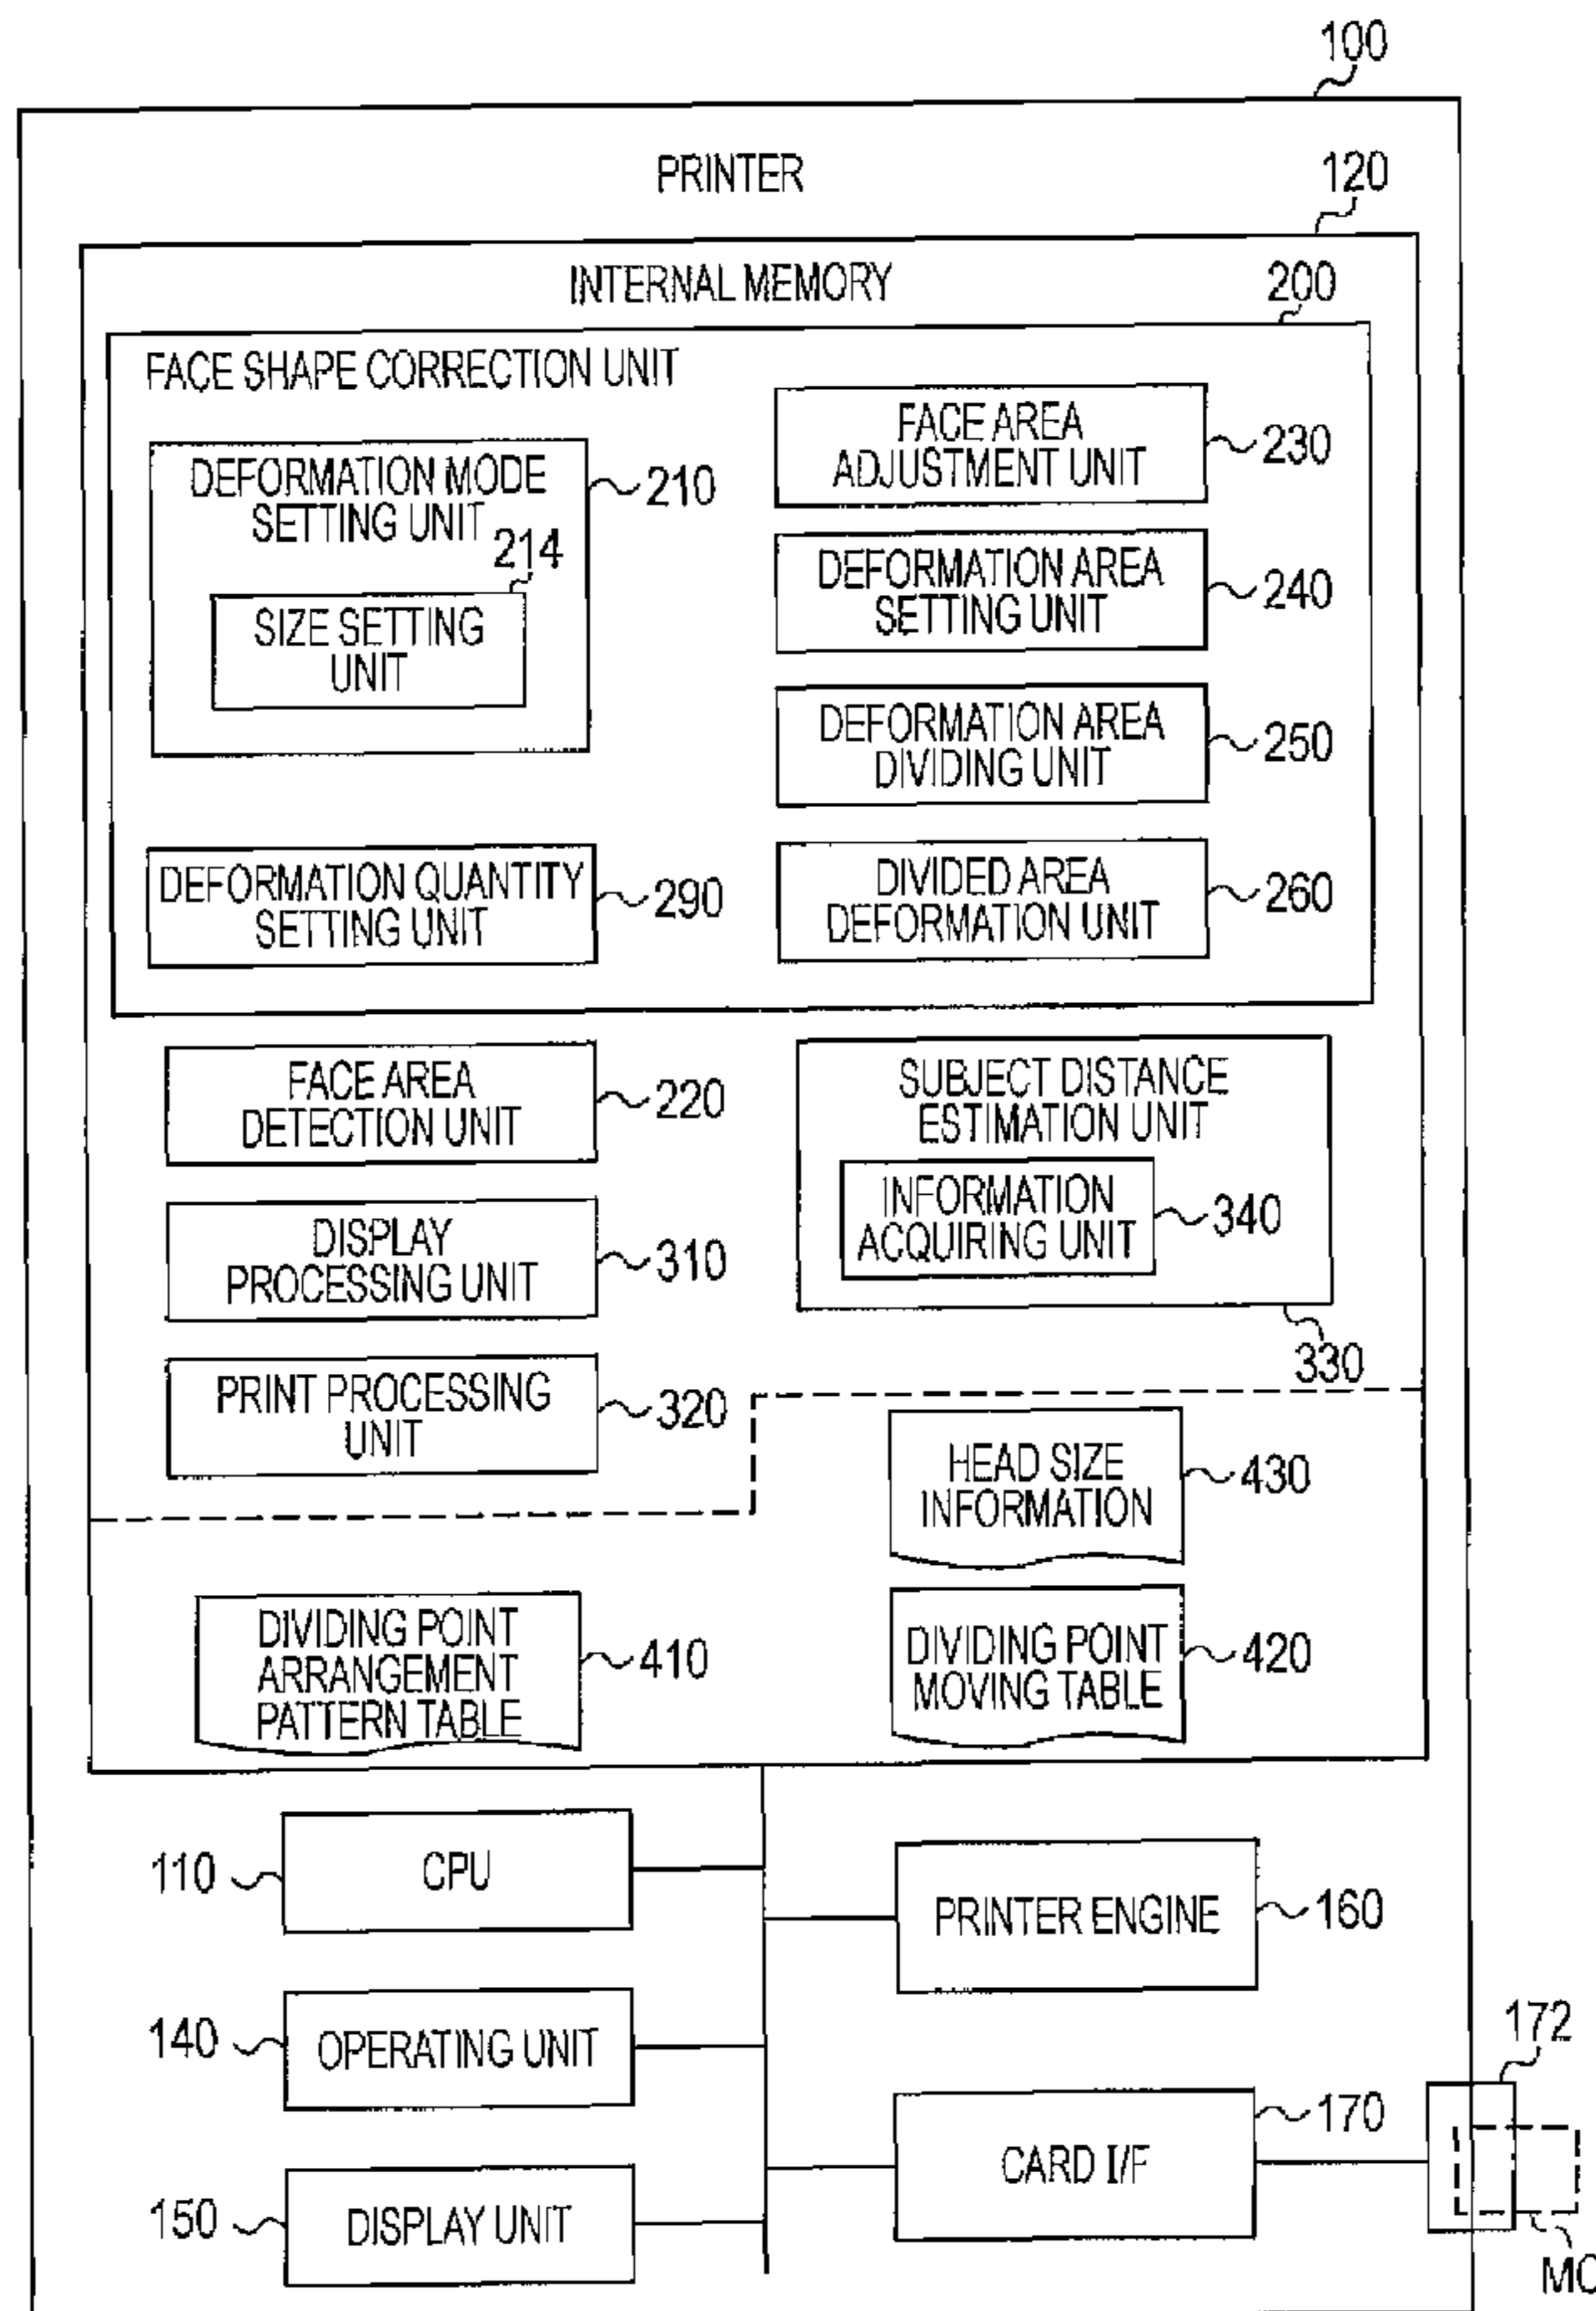 100
PRINTER
120
INTERNAL MEMORY
200
FACE SHAPE CORRECTION UNIT
DEFORMATION MODE
SETTING UNIT
210
214
SIZE SETTING
UNIT
FACE AREA
ADJUSTMENT UNIT
230
DEFORMATION AREA
SETTING UNIT
240
DEFORMATION AREA
DIVIDING UNIT
250
DEFORMATION QUANTITY
SETTING UNIT
290
DIVIDED AREA
DEFORMATION UNIT
260
FACE AREA
DETECTION UNIT
220
SUBJECT DISTANCE
ESTIMATION UNIT
INFORMATION
ACQUIRING UNIT
340
330
DISPLAY
PROCESSING UNIT
310
PRINT PROCESSING
UNIT
320
HEAD SIZE
INFORMATION
430
DIVIDING POINT
ARRANGEMENT
PATTERN TABLE
410
DIVIDING POINT
MOVING TABLE
420
110
CPU
PRINTER ENGINE
160
140
OPERATING UNIT
172
CARD I/F
170
150
DISPLAY UNIT